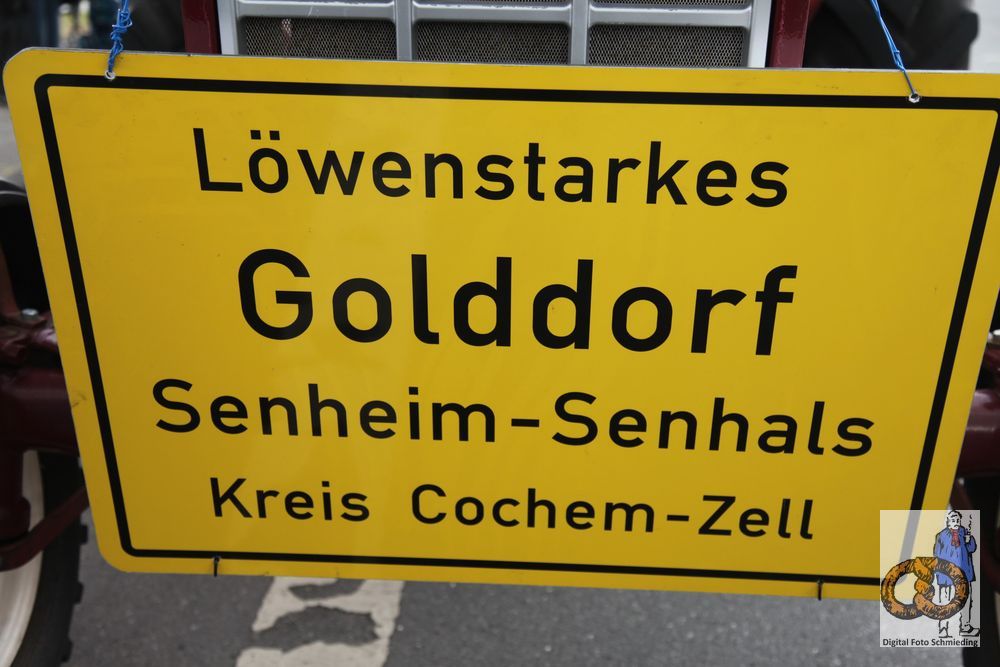 Löwenstarkes
Golddorf
Senheim-Senhals
Kreis Cochem-Zell
Digital Foto Schmieding